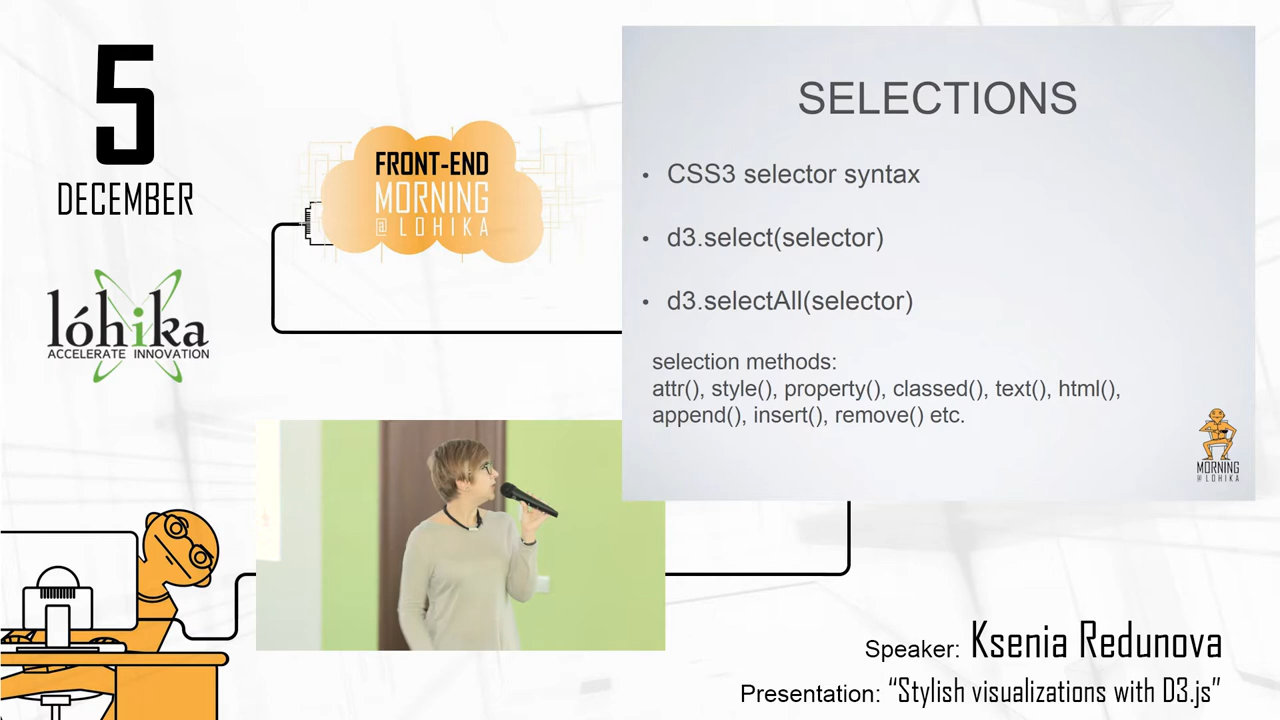 5
DECEMBER
lóhika
ACCELERATE INNOVATION
FRONT-END
MORNING
@ LOHIKA
SELECTIONS
• CSS3 selector syntax
• d3.select(selector)
• d3.selectAll(selector)
selection methods:
attr(), style(), property(), classed(), text(), html(),
append(), insert(), remove() etc.
MORNING
@ LOHIKA
Speaker: Ksenia Redunova
Presentation: “Stylish visualizations with D3.js”